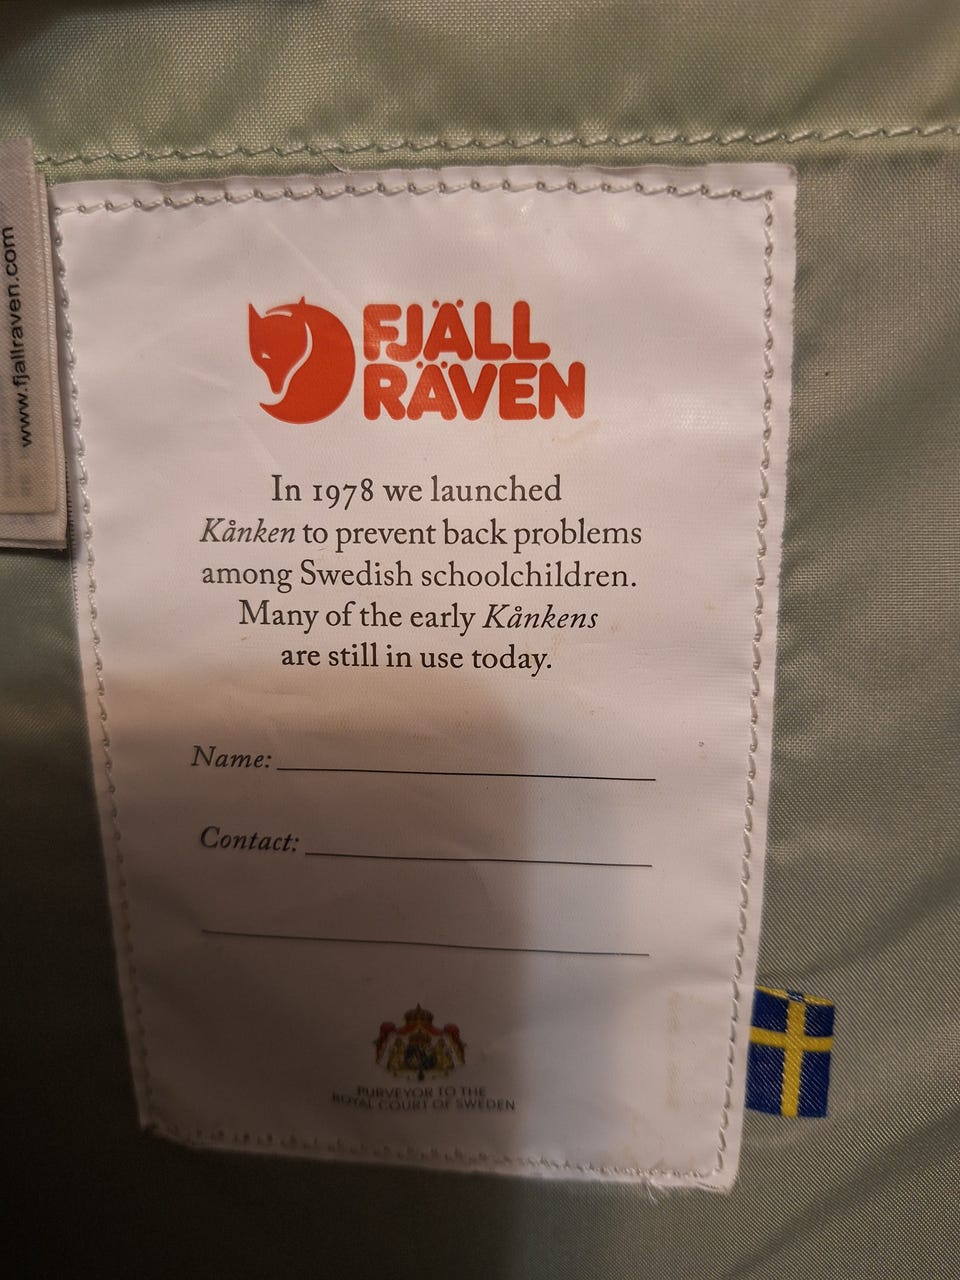 www.fjallraven.com
FJÄLL
RÄVEN
In 1978 we launched
Kånken to prevent back problems
among Swedish schoolchildren.
Many of the early Kånkens
are still in use today.
Name:
Contact:
PURVEYOR TO THE
ROYAL COURT OF SWEDEN